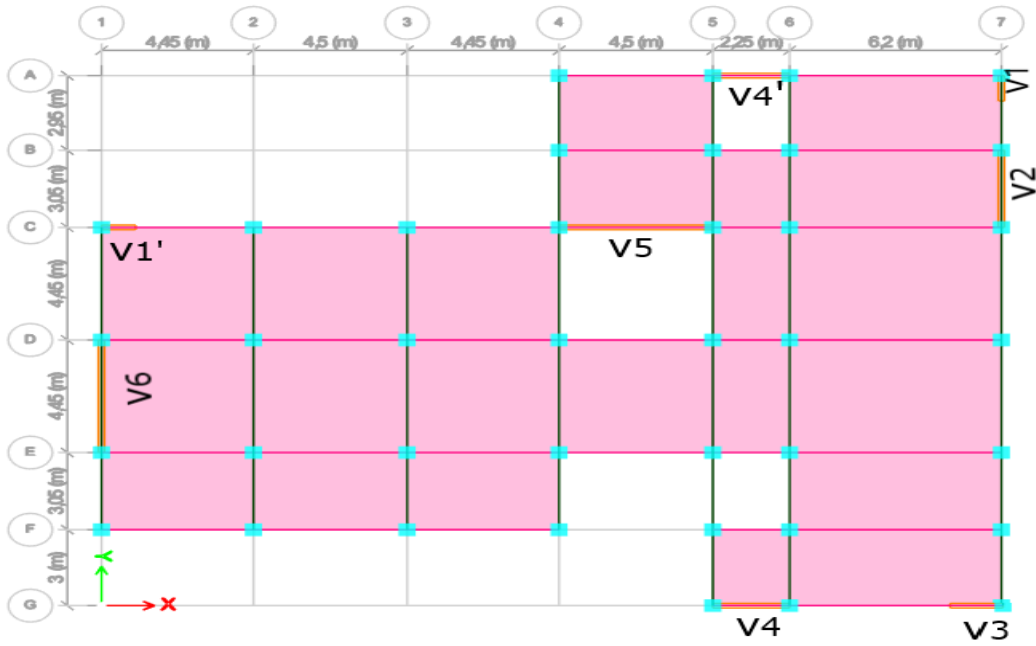 1 2 3 4 5 6 7
4,45 (m) 4,5 (m) 4,45 (m) 4,5 (m) 2,25 (m) 6,2 (m)
A
V4'
V1
2,95 (m)
B
3,05 (m)
V2
C
V1'
V5
4,45 (m)
D
4,45 (m)
V6
E
3,05 (m)
F
3 (m)
Y
X
G
V4
V3